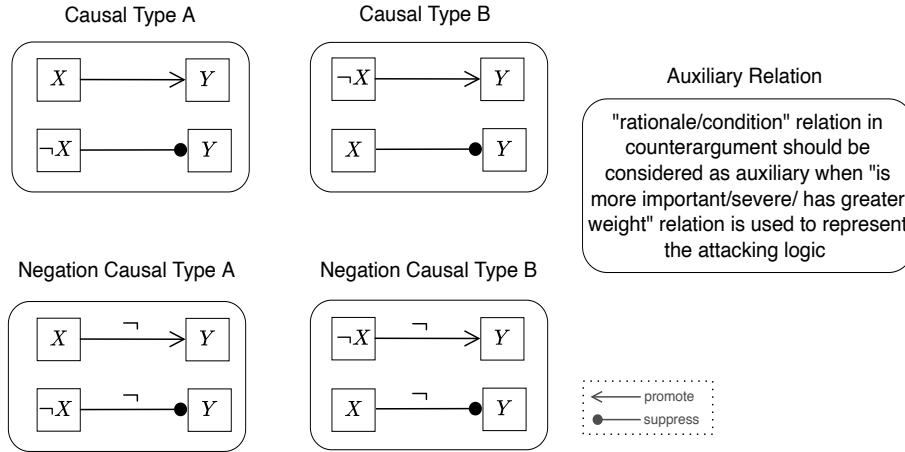 Causal Type A
X
Y
¬X
Y
Causal Type B
¬X
Y
X
Y
Auxiliary Relation
"rationale/condition" relation in
counterargument should be
considered as auxiliary when "is
more important/severe/ has greater
weight" relation is used to represent
the attacking logic
Negation Causal Type A
X ¬ Y
¬X ¬ Y
Negation Causal Type B
¬X ¬ Y
X ¬ Y
promote
suppress